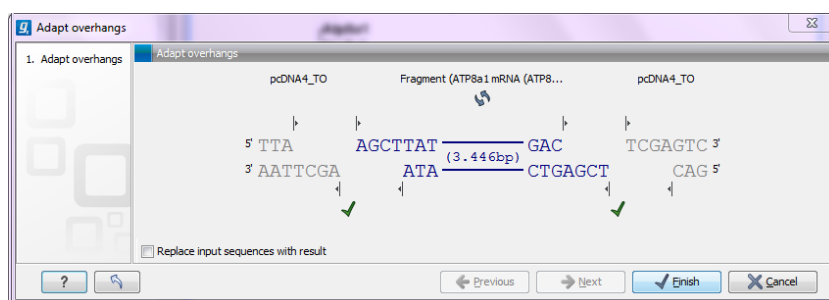 Adapt overhangs
1. Adapt overhangs
Adapt overhangs
pcDNA4_TO Fragment (ATP8a1 mRNA (ATP8... pcDNA4_TO
5' TTA AGCTTAT GAC TCGAGTC 3'
(3.446bp)
3' AATTCGA ATA CTGAGCT CAG 5'
Replace input sequences with result
? Previous Next Finish Cancel